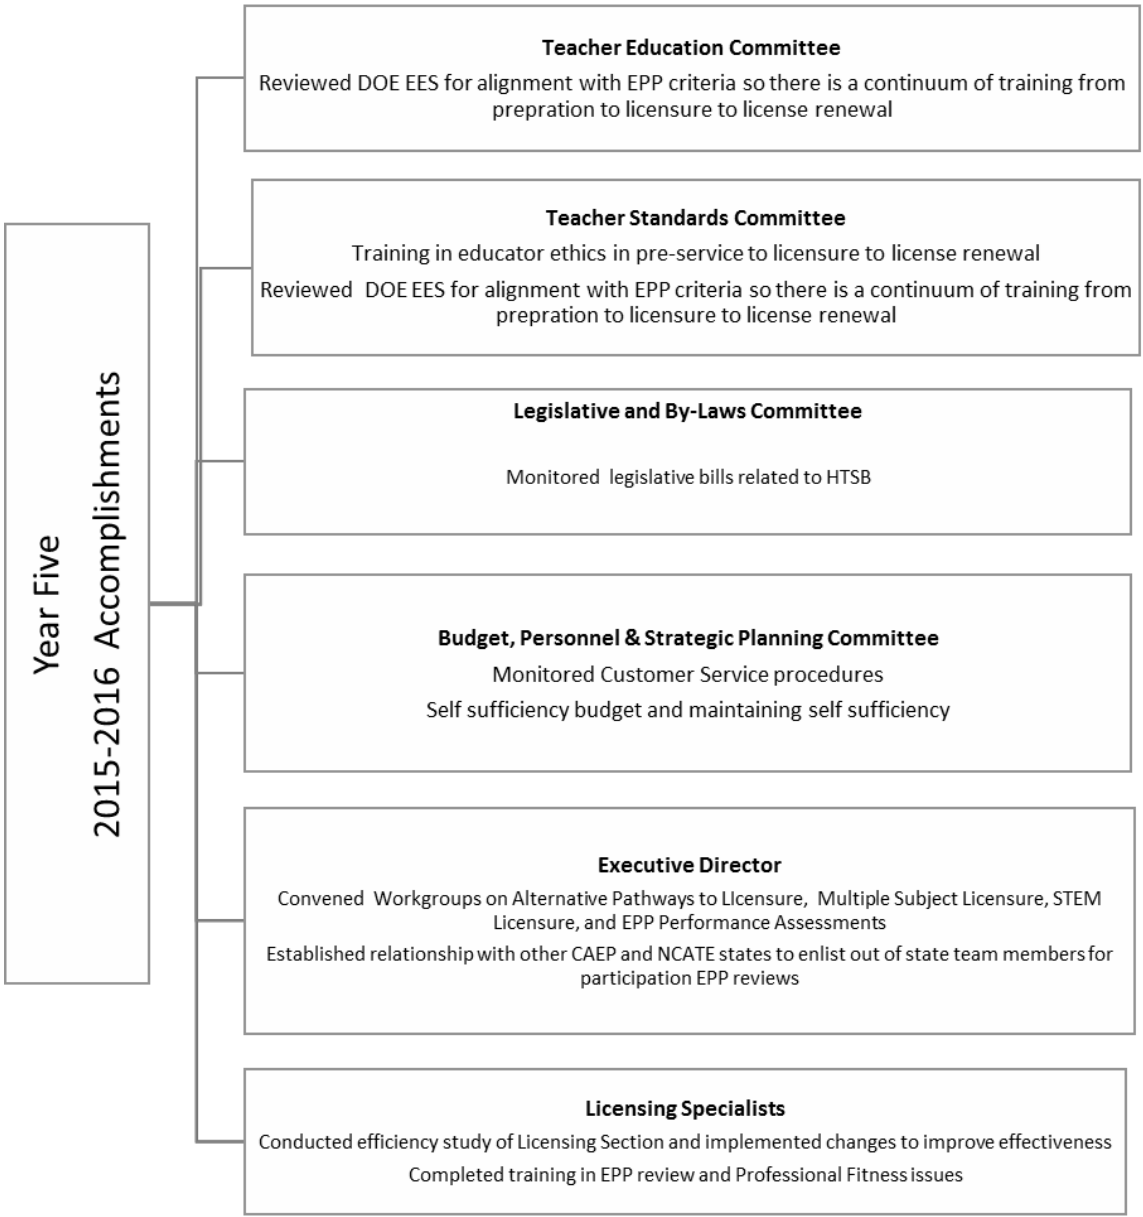 Year Five
2015-2016 Accomplishments
Teacher Education Committee
Reviewed DOE EES for alignment with EPP criteria so there is a continuum of training from
prepration to licensure to license renewal
Teacher Standards Committee
Training in educator ethics in pre-service to licensure to license renewal
Reviewed DOE EES for alignment with EPP criteria so there is a continuum of training from
prepration to licensure to license renewal
Legislative and By-Laws Committee
Monitored legislative bills related to HTSB
Budget, Personnel & Strategic Planning Committee
Monitored Customer Service procedures
Self sufficiency budget and maintaining self sufficiency
Executive Director
Convened Workgroups on Alternative Pathways to LIcensure, Multiple Subject Licensure, STEM
Licensure, and EPP Performance Assessments
Established relationship with other CAEP and NCATE states to enlist out of state team members for
participation EPP reviews
Licensing Specialists
Conducted efficiency study of Licensing Section and implemented changes to improve effectiveness
Completed training in EPP review and Professional Fitness issues